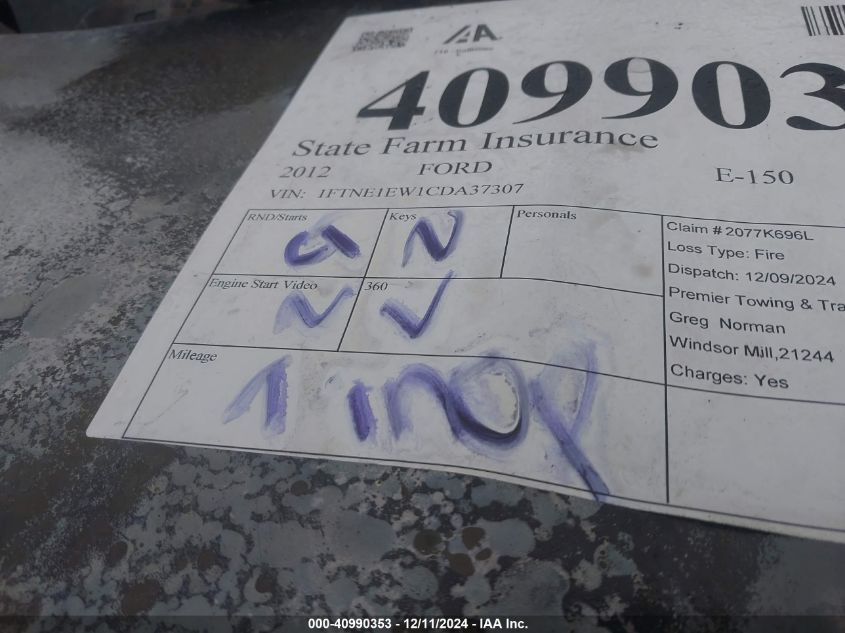 IAA
409903
State Farm Insurance
2012 FORD E-150
VIN: 1FTNE1EW1CDA37307
RND/Starts Keys N Personals
Engine Start Video N 360 ✓
Mileage 1 inop
Claim # 2077K696L
Loss Type: Fire
Dispatch: 12/09/2024
Premier Towing & Tra
Greg Norman
Windsor Mill,21244
Charges: Yes
000-40990353 - 12/11/2024 - IAA Inc.